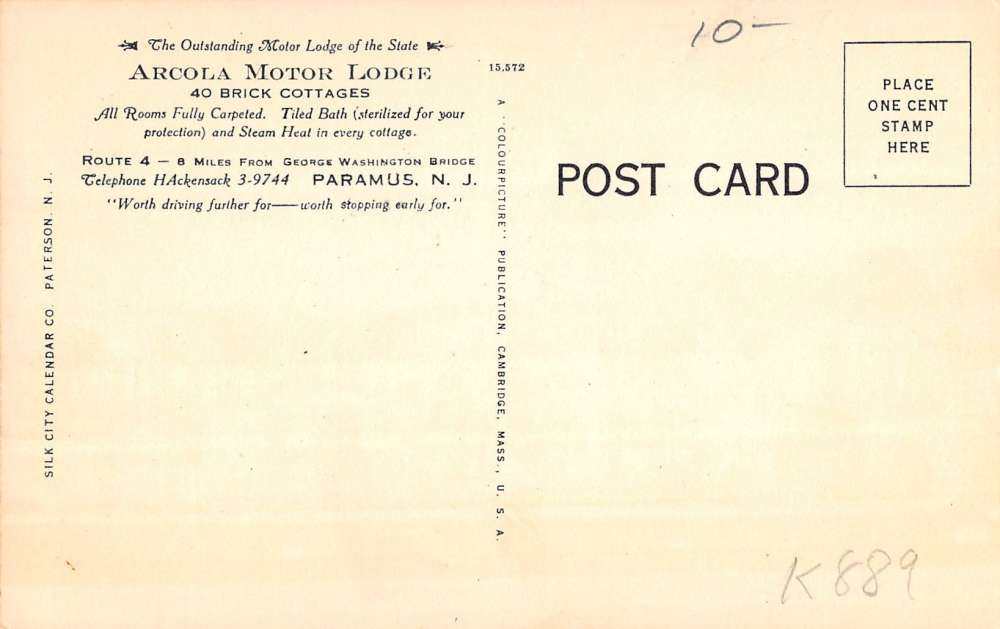 The Outstanding Motor Lodge of the State
ARCOLA MOTOR LODGE
40 BRICK COTTAGES
All Rooms Fully Carpeted. Tiled Bath (sterilized for your
protection) and Steam Heat in every cottage.
ROUTE 4 — 8 MILES FROM GEORGE WASHINGTON BRIDGE
Telephone HAckensack 3-9744 PARAMUS, N. J.
"Worth driving further for——worth stopping early for."
SILK CITY CALENDAR CO. PATERSON, N. J.
15,572
A "COLOURPICTURE" PUBLICATION, CAMBRIDGE, MASS., U. S. A.
10-
POST CARD
PLACE
ONE CENT
STAMP
HERE
K889